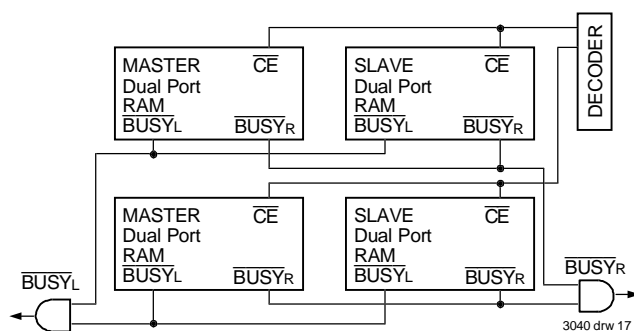 MASTER CE
Dual Port
RAM
BUSYL BUSYR
SLAVE CE
Dual Port
RAM
BUSYL BUSYR
DECODER
MASTER CE
Dual Port
RAM
BUSYL BUSYR
SLAVE CE
Dual Port
RAM
BUSYL BUSYR
BUSYL
BUSYR
3040 drw 17